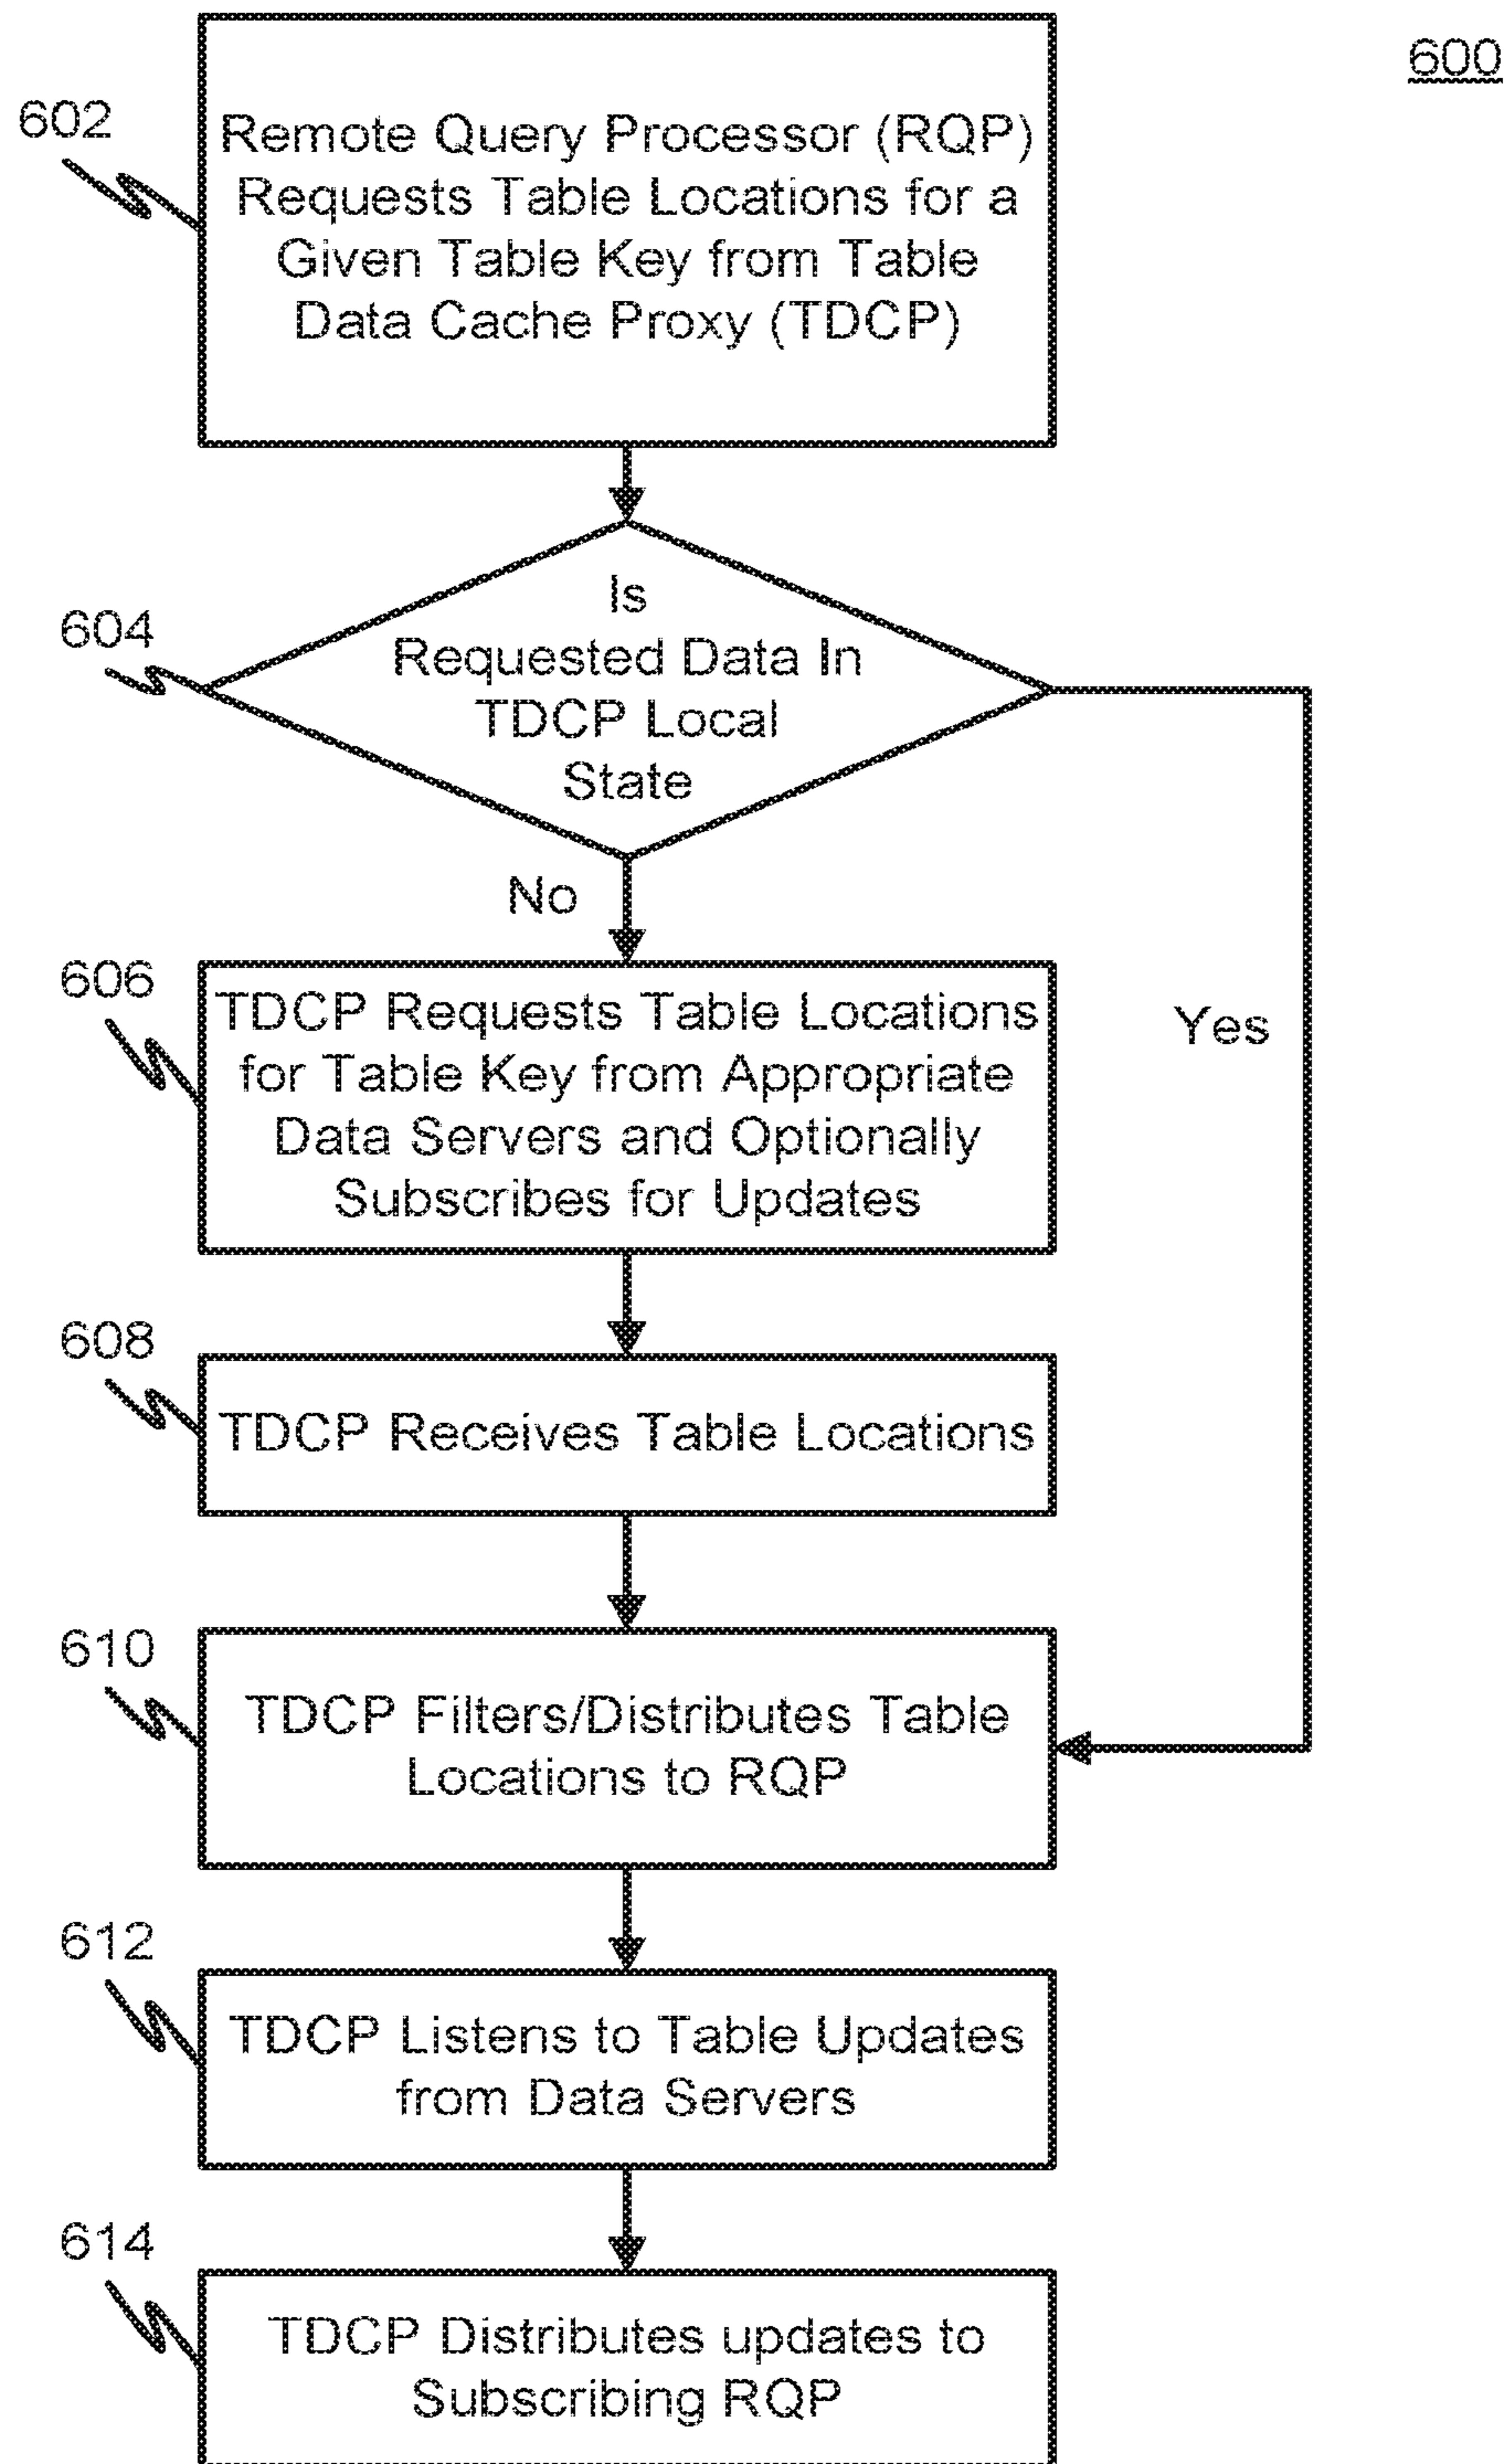 600
602
Remote Query Processor (RQP)
Requests Table Locations for a
Given Table Key from Table
Data Cache Proxy (TDCP)
604
Is
Requested Data In
TDCP Local
State
No
Yes
606
TDCP Requests Table Locations
for Table Key from Appropriate
Data Servers and Optionally
Subscribes for Updates
608
TDCP Receives Table Locations
610
TDCP Filters/Distributes Table
Locations to RQP
612
TDCP Listens to Table Updates
from Data Servers
614
TDCP Distributes updates to
Subscribing RQP